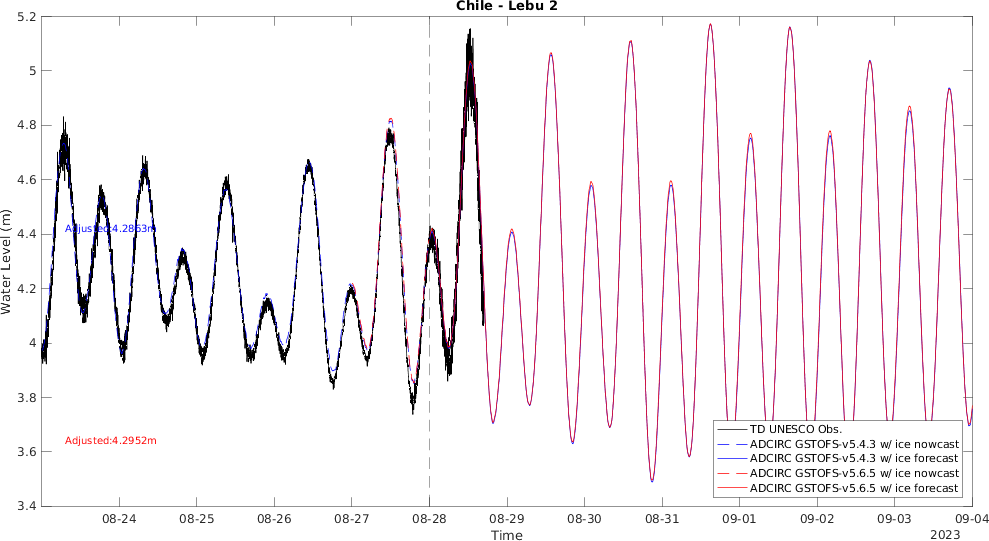 Chile - Lebu 2
5.2
5
4.8
4.6
4.4
4.2
4
3.8
3.6
3.4
Water Level (m)
Adjusted:4.2863m
Adjusted:4.2952m
TD UNESCO Obs.
ADCIRC GSTOFS-v5.4.3 w/ ice nowcast
ADCIRC GSTOFS-v5.4.3 w/ ice forecast
ADCIRC GSTOFS-v5.6.5 w/ ice nowcast
ADCIRC GSTOFS-v5.6.5 w/ ice forecast
08-24 08-25 08-26 08-27 08-28 08-29 08-30 08-31 09-01 09-02 09-03 09-04
Time
2023